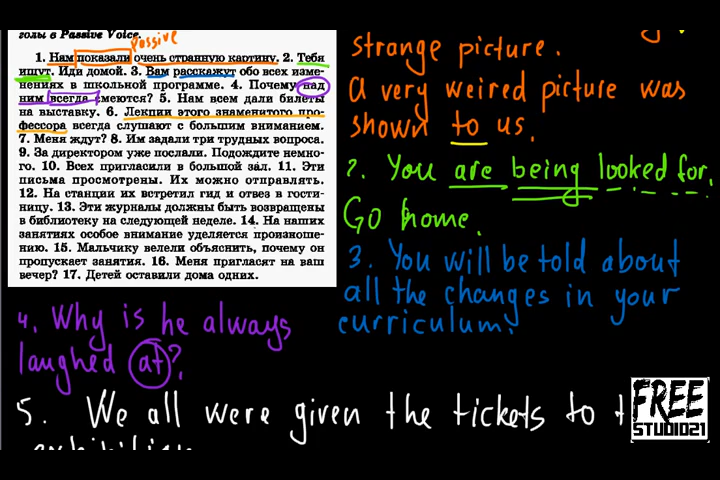 голы в Passive Voice.
Passive
1. Нам показали очень странную картину. 2. Тебя
ищут. Иди домой. 3. Вам расскажут обо всех изме-
нениях в школьной программе. 4. Почему над
ним всегда смеются? 5. Нам всем дали билеты
на выставку. 6. Лекции этого знаменитого про-
фессора всегда слушают с большим вниманием.
7. Меня ждут? 8. Им задали три трудных вопроса.
9. За директором уже послали. Подождите немно-
го. 10. Всех пригласили в большой зал. 11. Эти
письма просмотрены. Их можно отправлять.
12. На станции их встретил гид и отвез в гости-
ницу. 13. Эти журналы должны быть возвращены
в библиотеку на следующей неделе. 14. На наших
занятиях особое внимание уделяется произноше-
нию. 15. Мальчику велели объяснить, почему он
пропускает занятия. 16. Меня пригласят на ваш
вечер? 17. Детей оставили дома одних.
strange picture.
A very weired picture was
shown to us.
2. You are being looked for.
Go home.
3. You will be told about
all the changes in your
curriculum.
4. Why is he always
laughed at?
5. We all were given the tickets to
FREE
STUDIO21